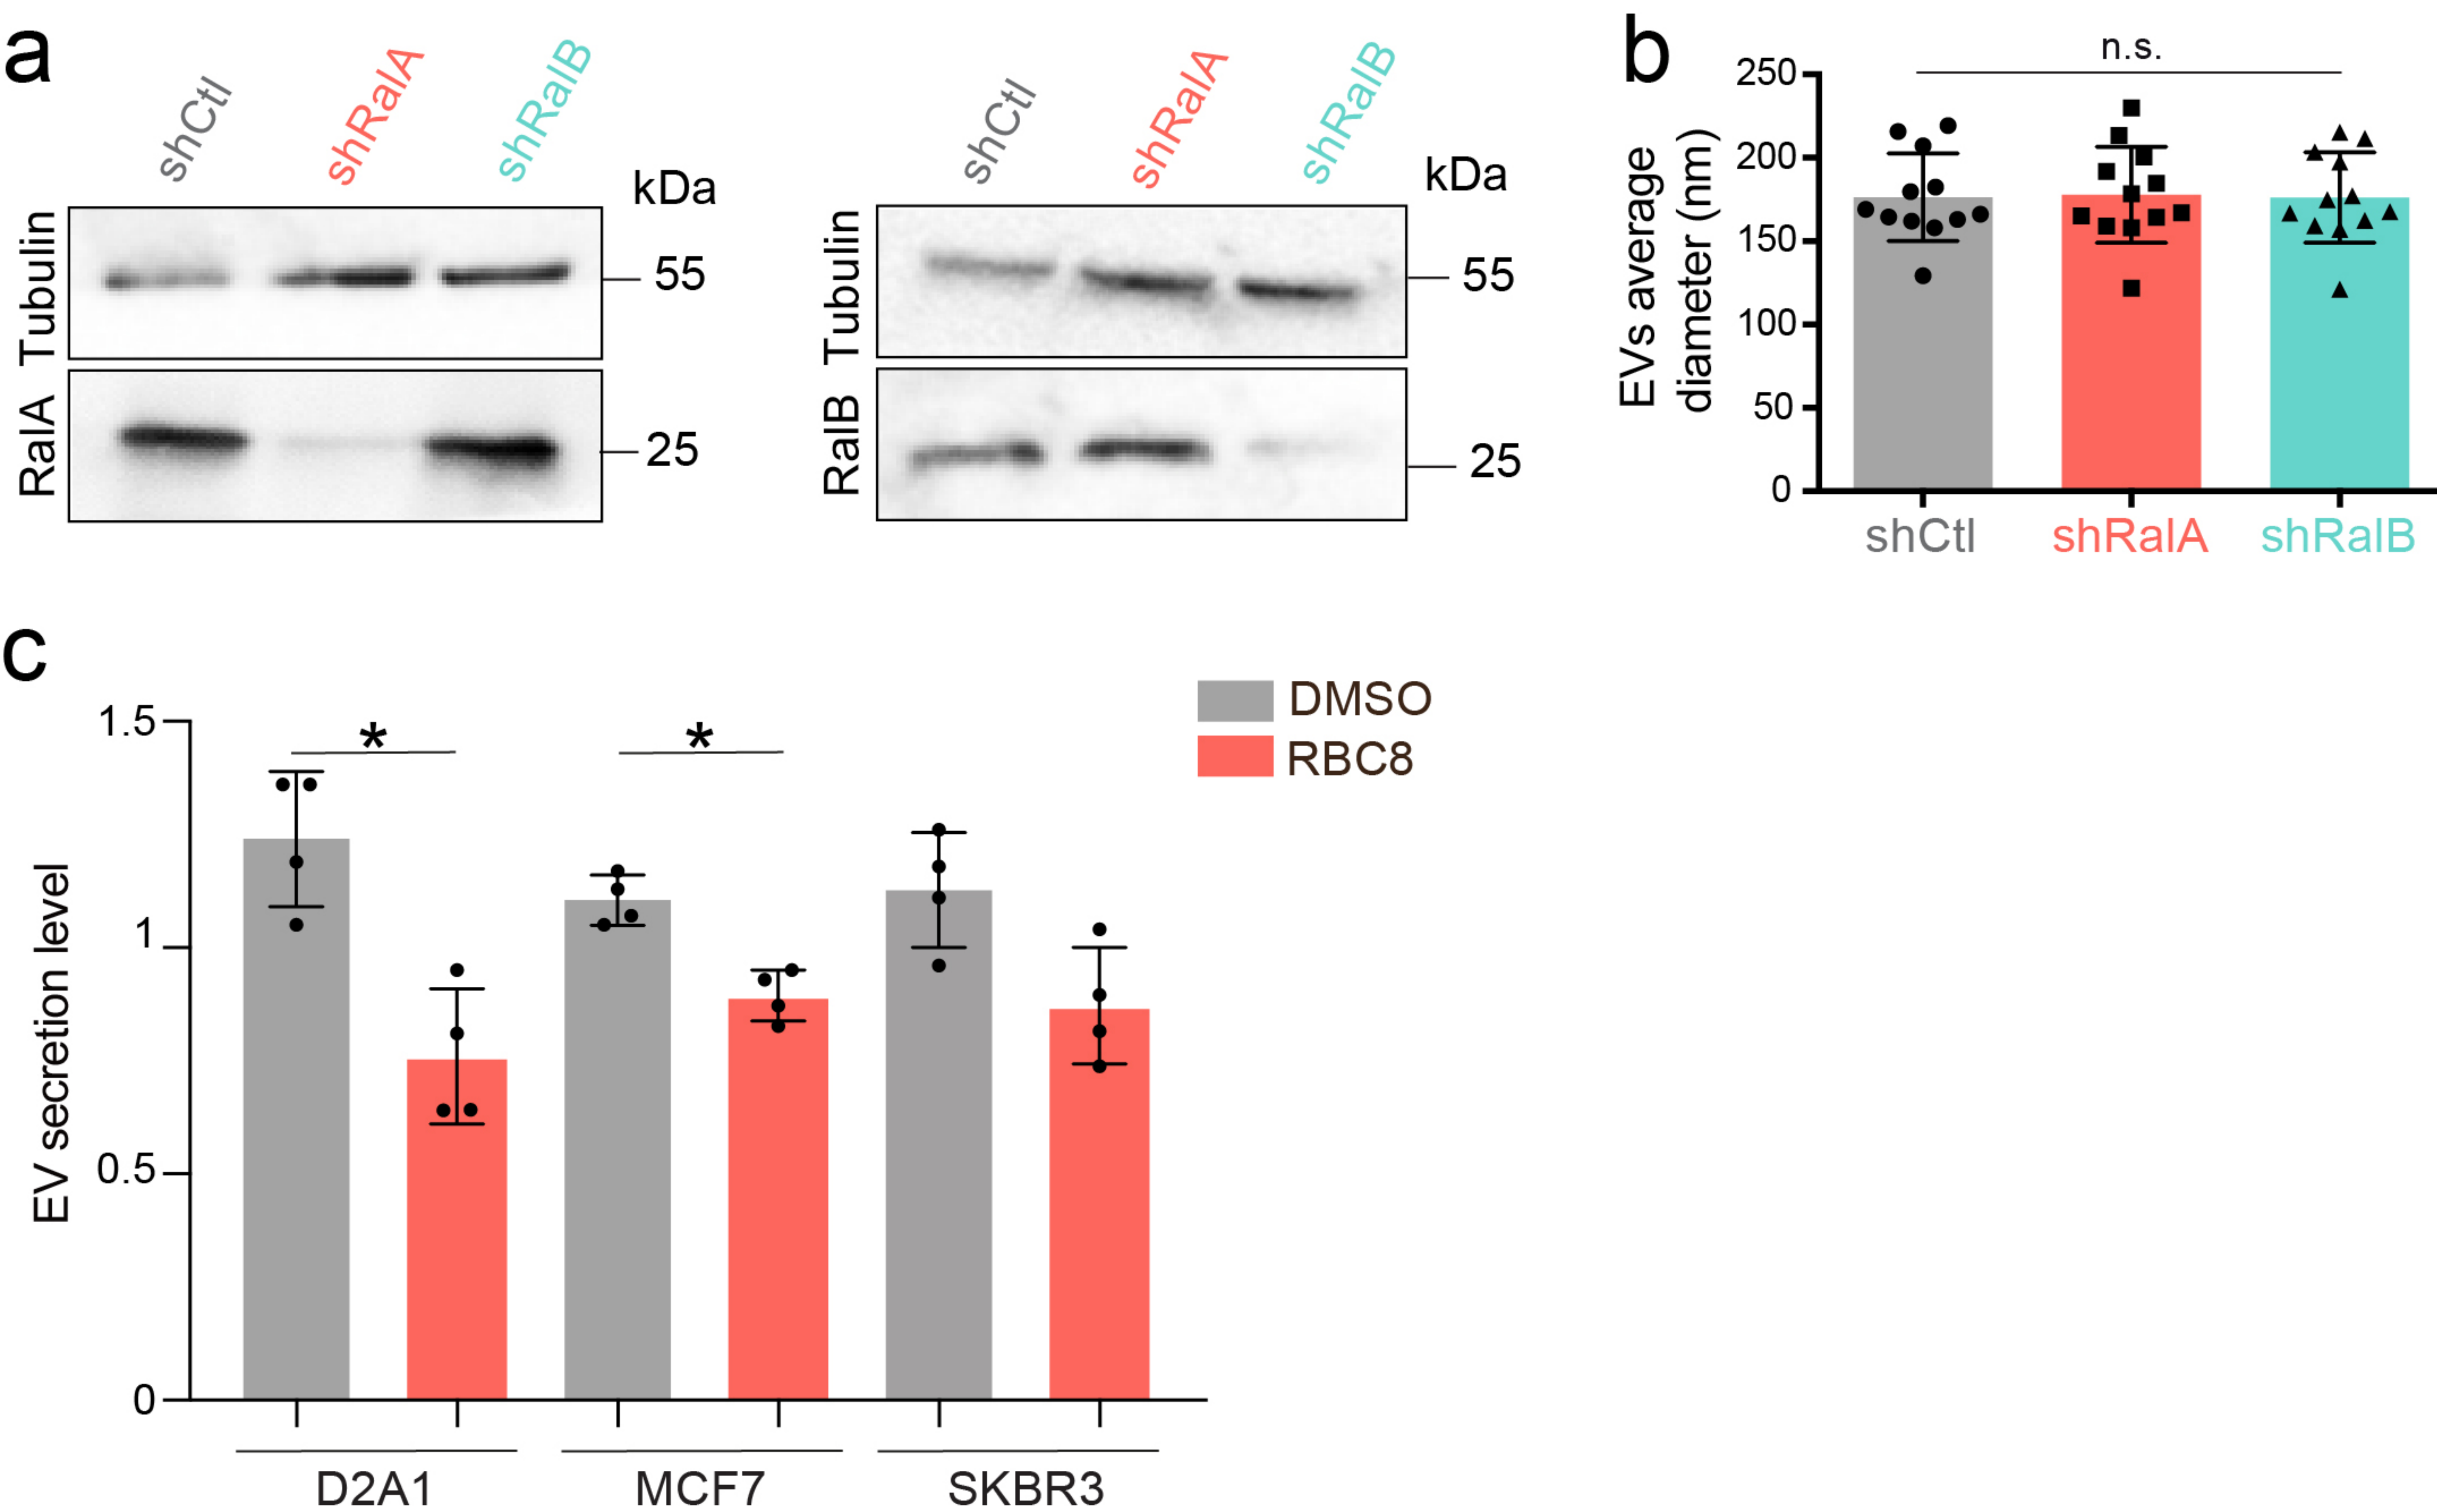 a
shCtl
shRalA
shRalB
kDa
Tubulin
55
RalA
25
shCtl
shRalA
shRalB
kDa
Tubulin
55
RalB
25
b
n.s.
EVs average
diameter (nm)
250
200
150
100
50
0
shCtl
shRalA
shRalB
c
DMSO
RBC8
EV secretion level
1.5
1
0.5
0
*
*
D2A1
MCF7
SKBR3